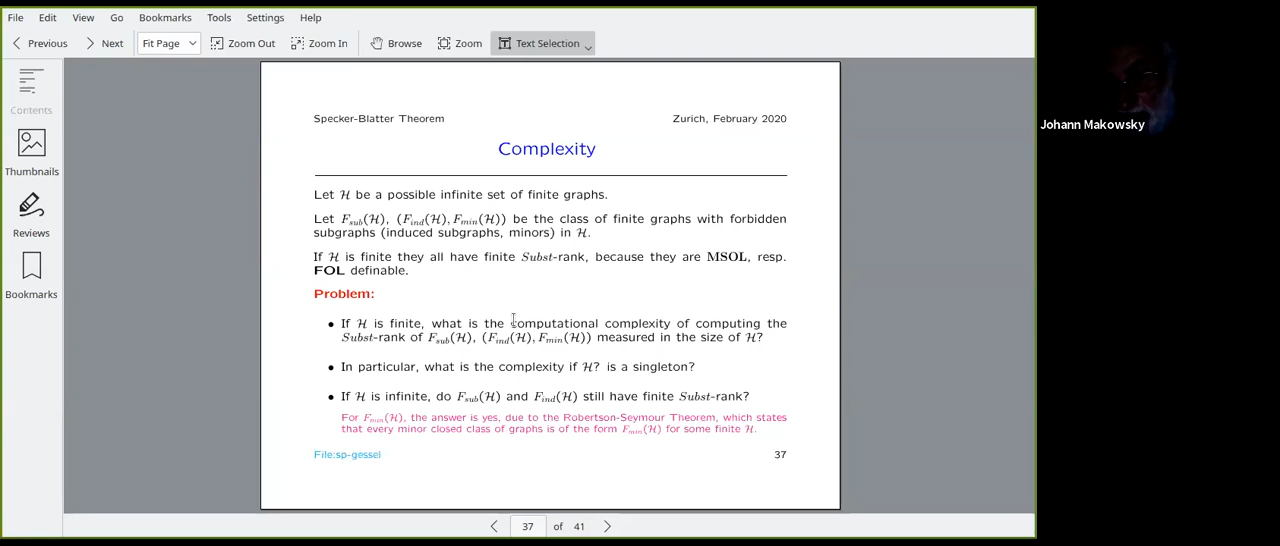 File Edit View Go Bookmarks Tools Settings Help
Previous Next Fit Page Zoom Out Zoom In Browse Zoom Text Selection
Contents
Thumbnails
Reviews
Bookmarks
Specker-Blatter Theorem Zurich, February 2020
Complexity
Let ℋ be a possible infinite set of finite graphs.
Let F_sub(ℋ), (F_ind(ℋ), F_min(ℋ)) be the class of finite graphs with forbidden
subgraphs (induced subgraphs, minors) in ℋ.
If ℋ is finite they all have finite Subst-rank, because they are MSOL, resp.
FOL definable.
Problem:
• If ℋ is finite, what is the computational complexity of computing the
Subst-rank of F_sub(ℋ), (F_ind(ℋ), F_min(ℋ)) measured in the size of ℋ?
• In particular, what is the complexity if ℋ? is a singleton?
• If ℋ is infinite, do F_sub(ℋ) and F_ind(ℋ) still have finite Subst-rank?
For F_min(ℋ), the answer is yes, due to the Robertson-Seymour Theorem, which states
that every minor closed class of graphs is of the form F_min(ℋ) for some finite ℋ.
File:sp-gessel 37
37 of 41
Johann Makowsky